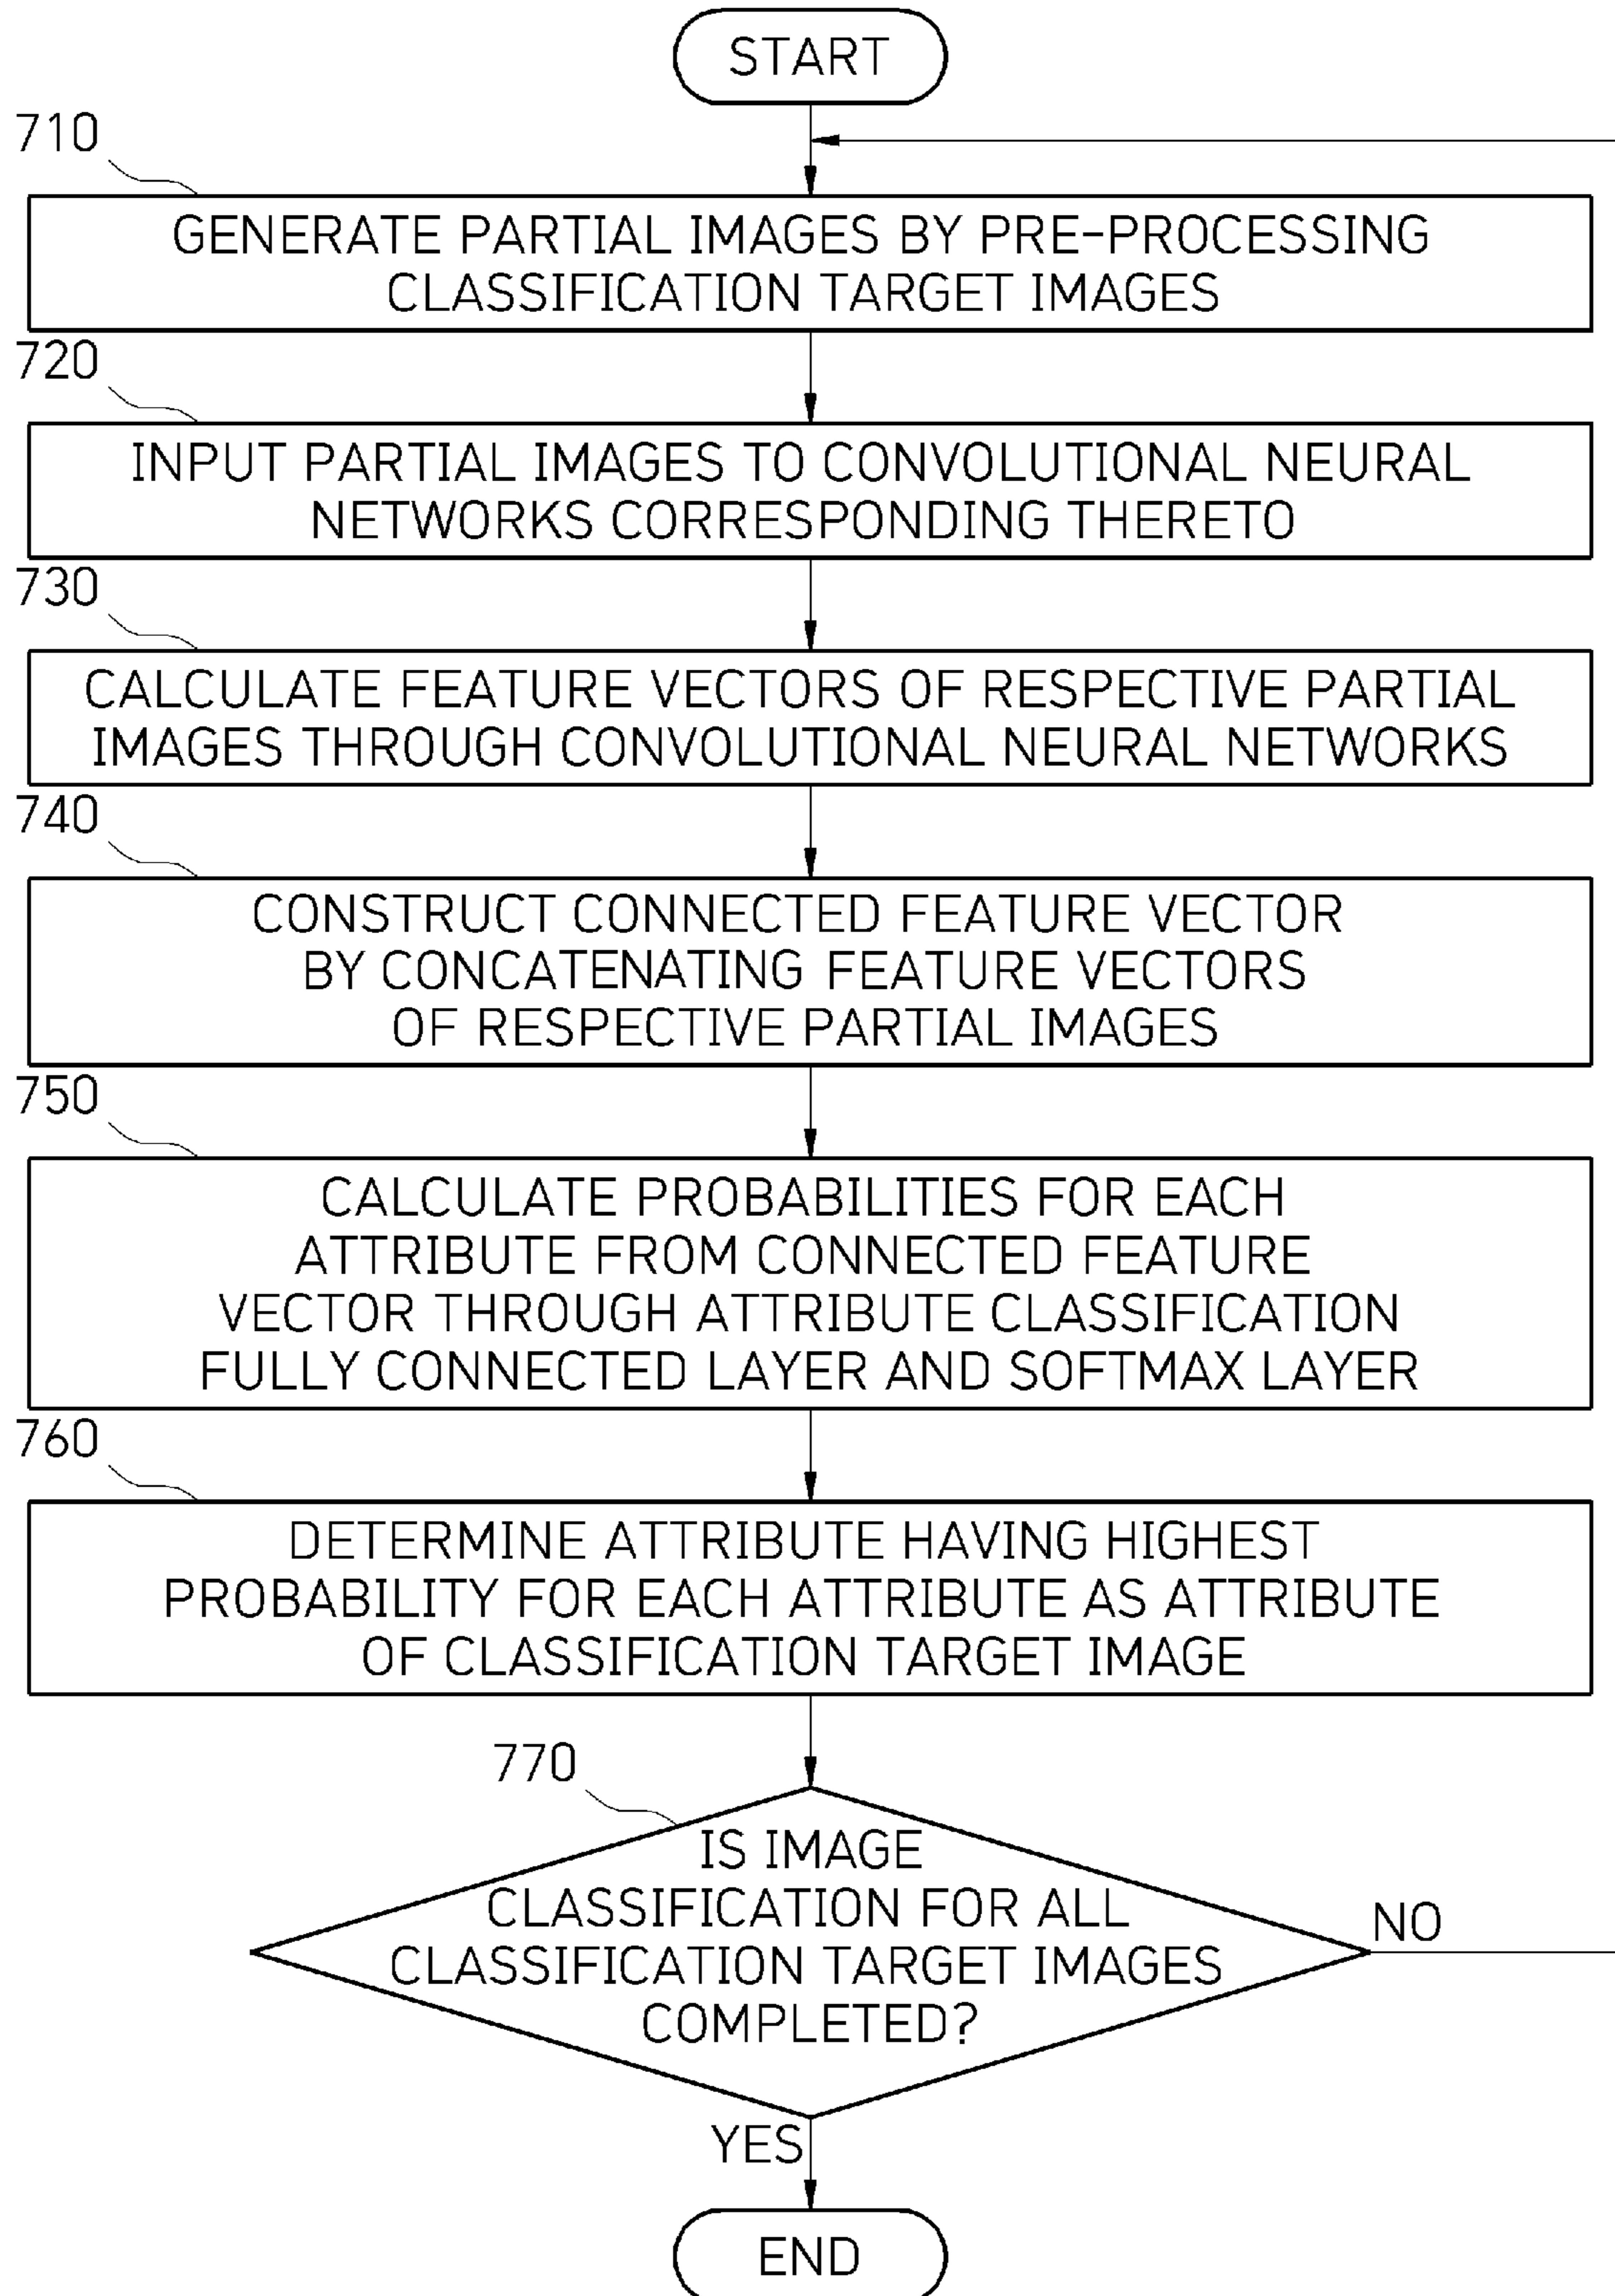 START
710
GENERATE PARTIAL IMAGES BY PRE-PROCESSING
CLASSIFICATION TARGET IMAGES
720
INPUT PARTIAL IMAGES TO CONVOLUTIONAL NEURAL
NETWORKS CORRESPONDING THERETO
730
CALCULATE FEATURE VECTORS OF RESPECTIVE PARTIAL
IMAGES THROUGH CONVOLUTIONAL NEURAL NETWORKS
740
CONSTRUCT CONNECTED FEATURE VECTOR
BY CONCATENATING FEATURE VECTORS
OF RESPECTIVE PARTIAL IMAGES
750
CALCULATE PROBABILITIES FOR EACH
ATTRIBUTE FROM CONNECTED FEATURE
VECTOR THROUGH ATTRIBUTE CLASSIFICATION
FULLY CONNECTED LAYER AND SOFTMAX LAYER
760
DETERMINE ATTRIBUTE HAVING HIGHEST
PROBABILITY FOR EACH ATTRIBUTE AS ATTRIBUTE
OF CLASSIFICATION TARGET IMAGE
770
IS IMAGE
CLASSIFICATION FOR ALL
CLASSIFICATION TARGET IMAGES
COMPLETED?
NO
YES
END